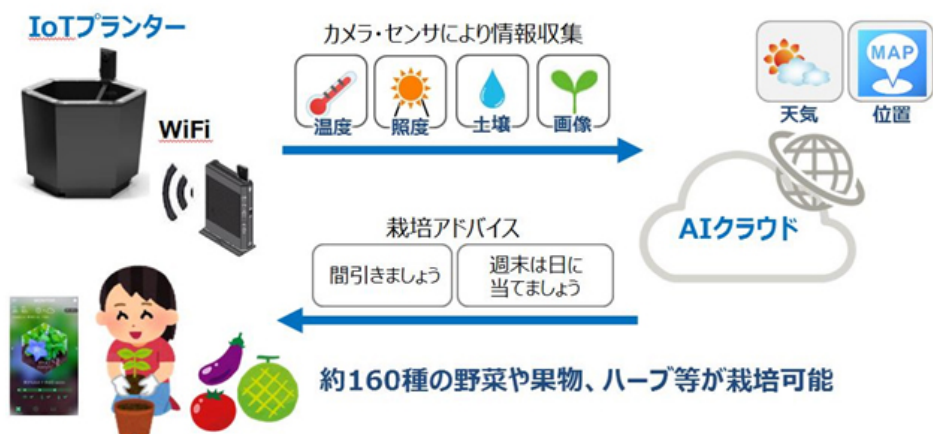 IoTプランター
カメラ・センサにより情報収集
温度
照度
土壌
画像
天気
MAP
位置
WiFi
AIクラウド
栽培アドバイス
間引きましょう
週末は日に
当てましょう
約160種の野菜や果物、ハーブ等が栽培可能